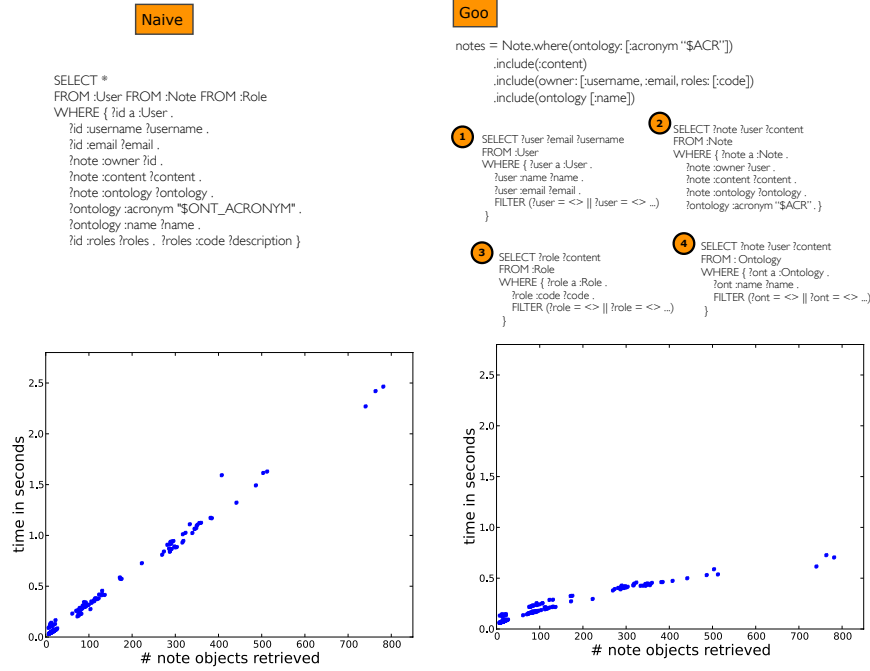 Naive
SELECT *
FROM :User FROM :Note FROM :Role
WHERE { ?id a :User .
?id :username ?username .
?id :email ?email .
?note :owner ?id .
?note :content ?content .
?note :ontology ?ontology .
?ontology :acronym "$ONT_ACRONYM" .
?ontology :name ?name .
?id :roles ?roles . ?roles :code ?description }
Goo
notes = Note.where(ontology: [:acronym “$ACR”])
.include(:content)
.include(owner: [:username, :email, roles: [:code])
.include(ontology [:name])
1
SELECT ?user ?email ?username
FROM :User
WHERE { ?user a :User .
?user :name ?name .
?user :email ?email .
FILTER (?user = <> || ?user = <> ...)
}
2
SELECT ?note ?user ?content
FROM :Note
WHERE { ?note a :Note .
?note :owner ?user .
?note :content ?content .
?note :ontology ?ontology .
?ontology :acronym “$ACR” . }
3
SELECT ?role ?content
FROM :Role
WHERE { ?role a :Role .
?role :code ?code .
FILTER (?role = <> || ?role = <> ...)
}
4
SELECT ?note ?user ?content
FROM : Ontology
WHERE { ?ont a :Ontology .
?ont :name ?name .
FILTER (?ont = <> || ?ont = <> ...)
}
time in seconds
2.5
2.0
1.5
1.0
0.5
0.0
0 100 200 300 400 500 600 700 800
# note objects retrieved
time in seconds
2.5
2.0
1.5
1.0
0.5
0.0
0 100 200 300 400 500 600 700 800
# note objects retrieved